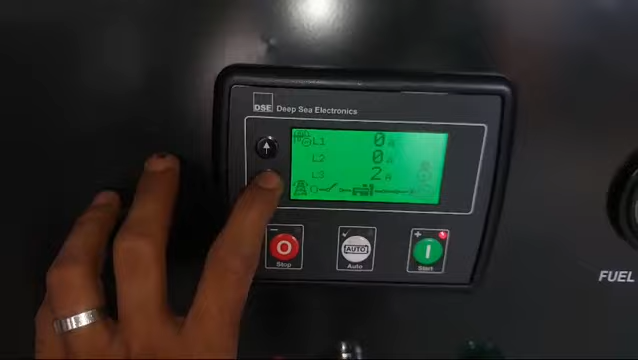 DSE Deep Sea Electronics
L1 0 A
L2 0 A
L3 2 A
Stop
AUTO
Auto
Start
FUEL